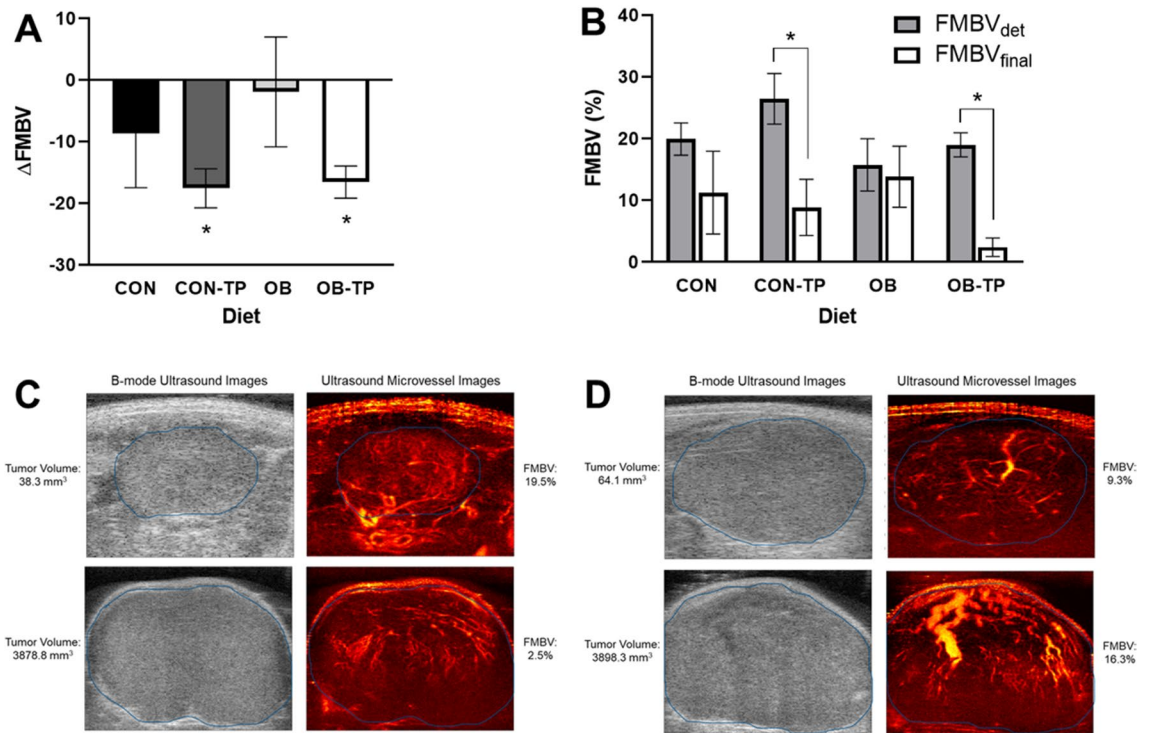 A
10
0
-10
-20
-30
ΔFMBV
*
*
CON
CON-TP
OB
OB-TP
Diet
B
40
30
20
10
0
FMBV (%)
FMBVdet
FMBVfinal
*
*
CON
CON-TP
OB
OB-TP
Diet
C
B-mode Ultrasound Images
Ultrasound Microvessel Images
Tumor Volume:
38.3 mm³
FMBV:
19.5%
Tumor Volume:
3878.8 mm³
FMBV:
2.5%
D
B-mode Ultrasound Images
Ultrasound Microvessel Images
Tumor Volume:
64.1 mm³
FMBV:
9.3%
Tumor Volume:
3898.3 mm³
FMBV:
16.3%